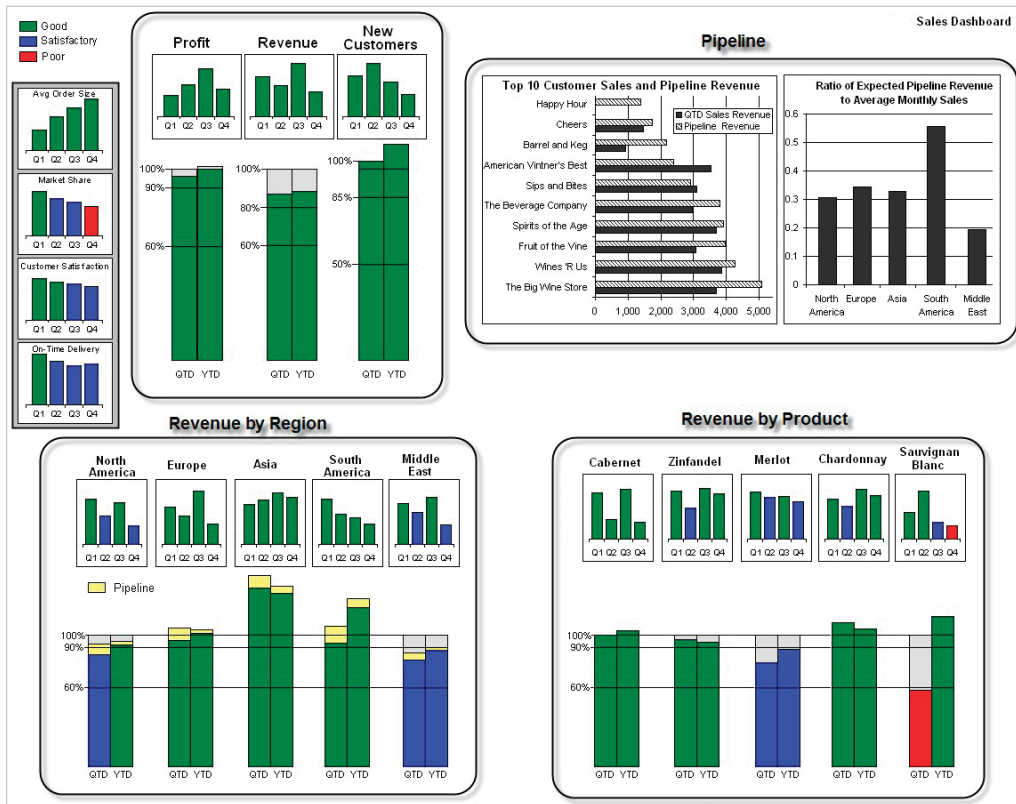 Good
Satisfactory
Poor
Sales Dashboard
Avg Order Size
Q1 Q2 Q3 Q4
Market Share
Q1 Q2 Q3 Q4
Customer Satisfaction
Q1 Q2 Q3 Q4
On-Time Delivery
Q1 Q2 Q3 Q4
Profit
Revenue
New
Customers
Q1 Q2 Q3 Q4
Q1 Q2 Q3 Q4
Q1 Q2 Q3 Q4
100%
90%
60%
QTD YTD
100%
80%
60%
QTD YTD
100%
85%
50%
QTD YTD
Pipeline
Top 10 Customer Sales and Pipeline Revenue
QTD Sales Revenue
Pipeline Revenue
Happy Hour
Cheers
Barrel and Keg
American Vintner's Best
Sips and Bites
The Beverage Company
Spirits of the Age
Fruit of the Vine
Wines 'R Us
The Big Wine Store
0 1,000 2,000 3,000 4,000 5,000
Ratio of Expected Pipeline Revenue
to Average Monthly Sales
0.6
0.5
0.4
0.3
0.2
0.1
0
North
America
Europe
Asia
South
America
Middle
East
Revenue by Region
North
America
Europe
Asia
South
America
Middle
East
Q1 Q2 Q3 Q4
Q1 Q2 Q3 Q4
Q1 Q2 Q3 Q4
Q1 Q2 Q3 Q4
Q1 Q2 Q3 Q4
Pipeline
100%
90%
60%
QTD YTD
QTD YTD
QTD YTD
QTD YTD
QTD YTD
Revenue by Product
Cabernet
Zinfandel
Merlot
Chardonnay
Sauvignan
Blanc
Q1 Q2 Q3 Q4
Q1 Q2 Q3 Q4
Q1 Q2 Q3 Q4
Q1 Q2 Q3 Q4
Q1 Q2 Q3 Q4
100%
90%
60%
QTD YTD
QTD YTD
QTD YTD
QTD YTD
QTD YTD